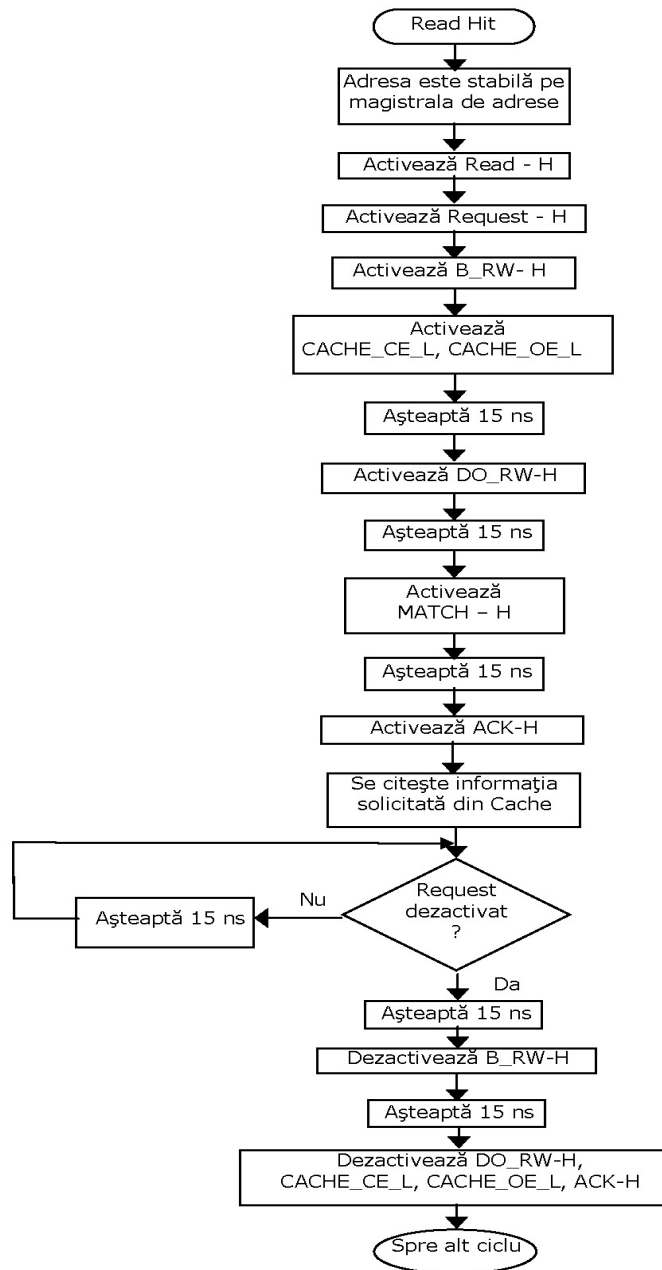 Read Hit
Adresa este stabilă pe
magistrala de adrese
Activează Read - H
Activează Request - H
Activează B_RW- H
Activează
CACHE_CE_L, CACHE_OE_L
Aşteaptă 15 ns
Activează DO_RW-H
Aşteaptă 15 ns
Activează
MATCH – H
Aşteaptă 15 ns
Activează ACK-H
Se citeşte informaţia
solicitată din Cache
Request
dezactivat
?
Nu
Aşteaptă 15 ns
Da
Aşteaptă 15 ns
Dezactivează B_RW-H
Aşteaptă 15 ns
Dezactivează DO_RW-H,
CACHE_CE_L, CACHE_OE_L, ACK-H
Spre alt ciclu